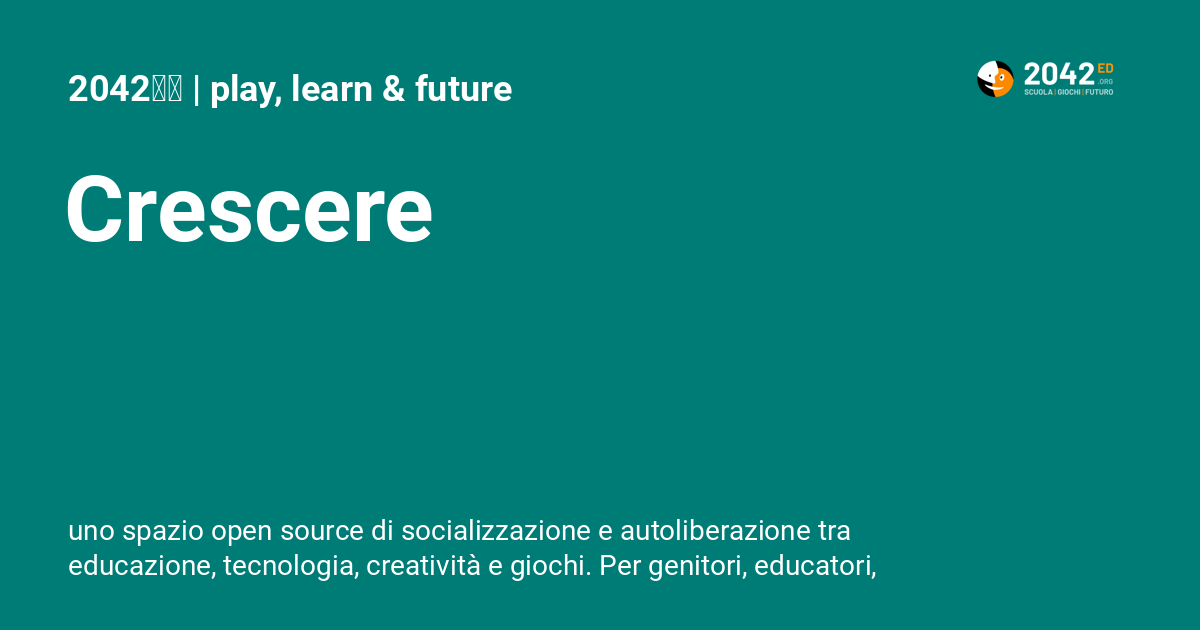 2042 | play, learn & future
2042 ED
.ORG
SCUOLA | GIOCHI | FUTURO
Crescere
uno spazio open source di socializzazione e autoliberazione tra
educazione, tecnologia, creatività e giochi. Per genitori, educatori,